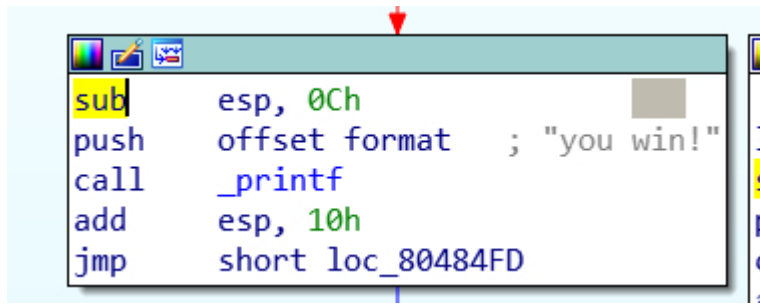 sub esp, 0Ch
push offset format ; "you win!"
call _printf
add esp, 10h
jmp short loc_80484FD